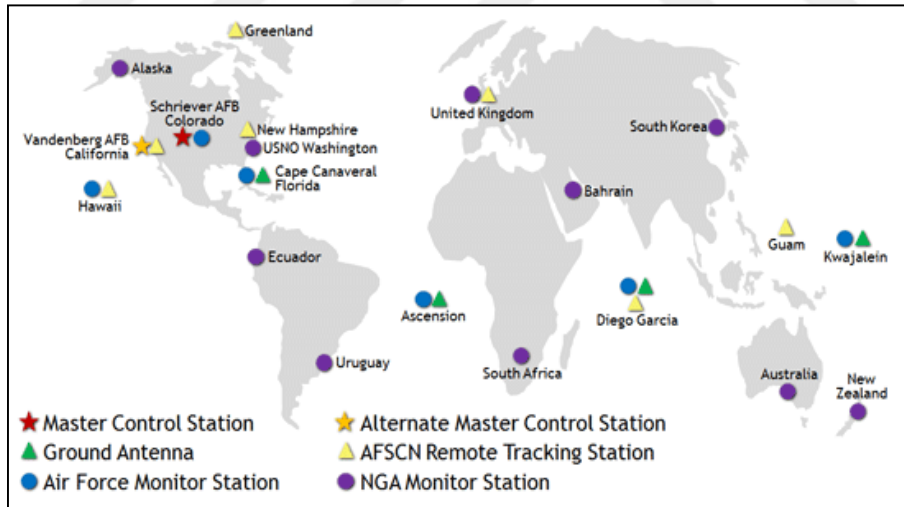 Greenland
Alaska
Schriever AFB
Colorado
Vandenberg AFB
California
New Hampshire
USNO Washington
Cape Canaveral
Florida
Hawaii
United Kingdom
South Korea
Bahrain
Guam
Kwajalein
Ecuador
Ascension
Diego Garcia
Uruguay
South Africa
Australia
New
Zealand
Master Control Station
Alternate Master Control Station
Ground Antenna
AFSCN Remote Tracking Station
Air Force Monitor Station
NGA Monitor Station